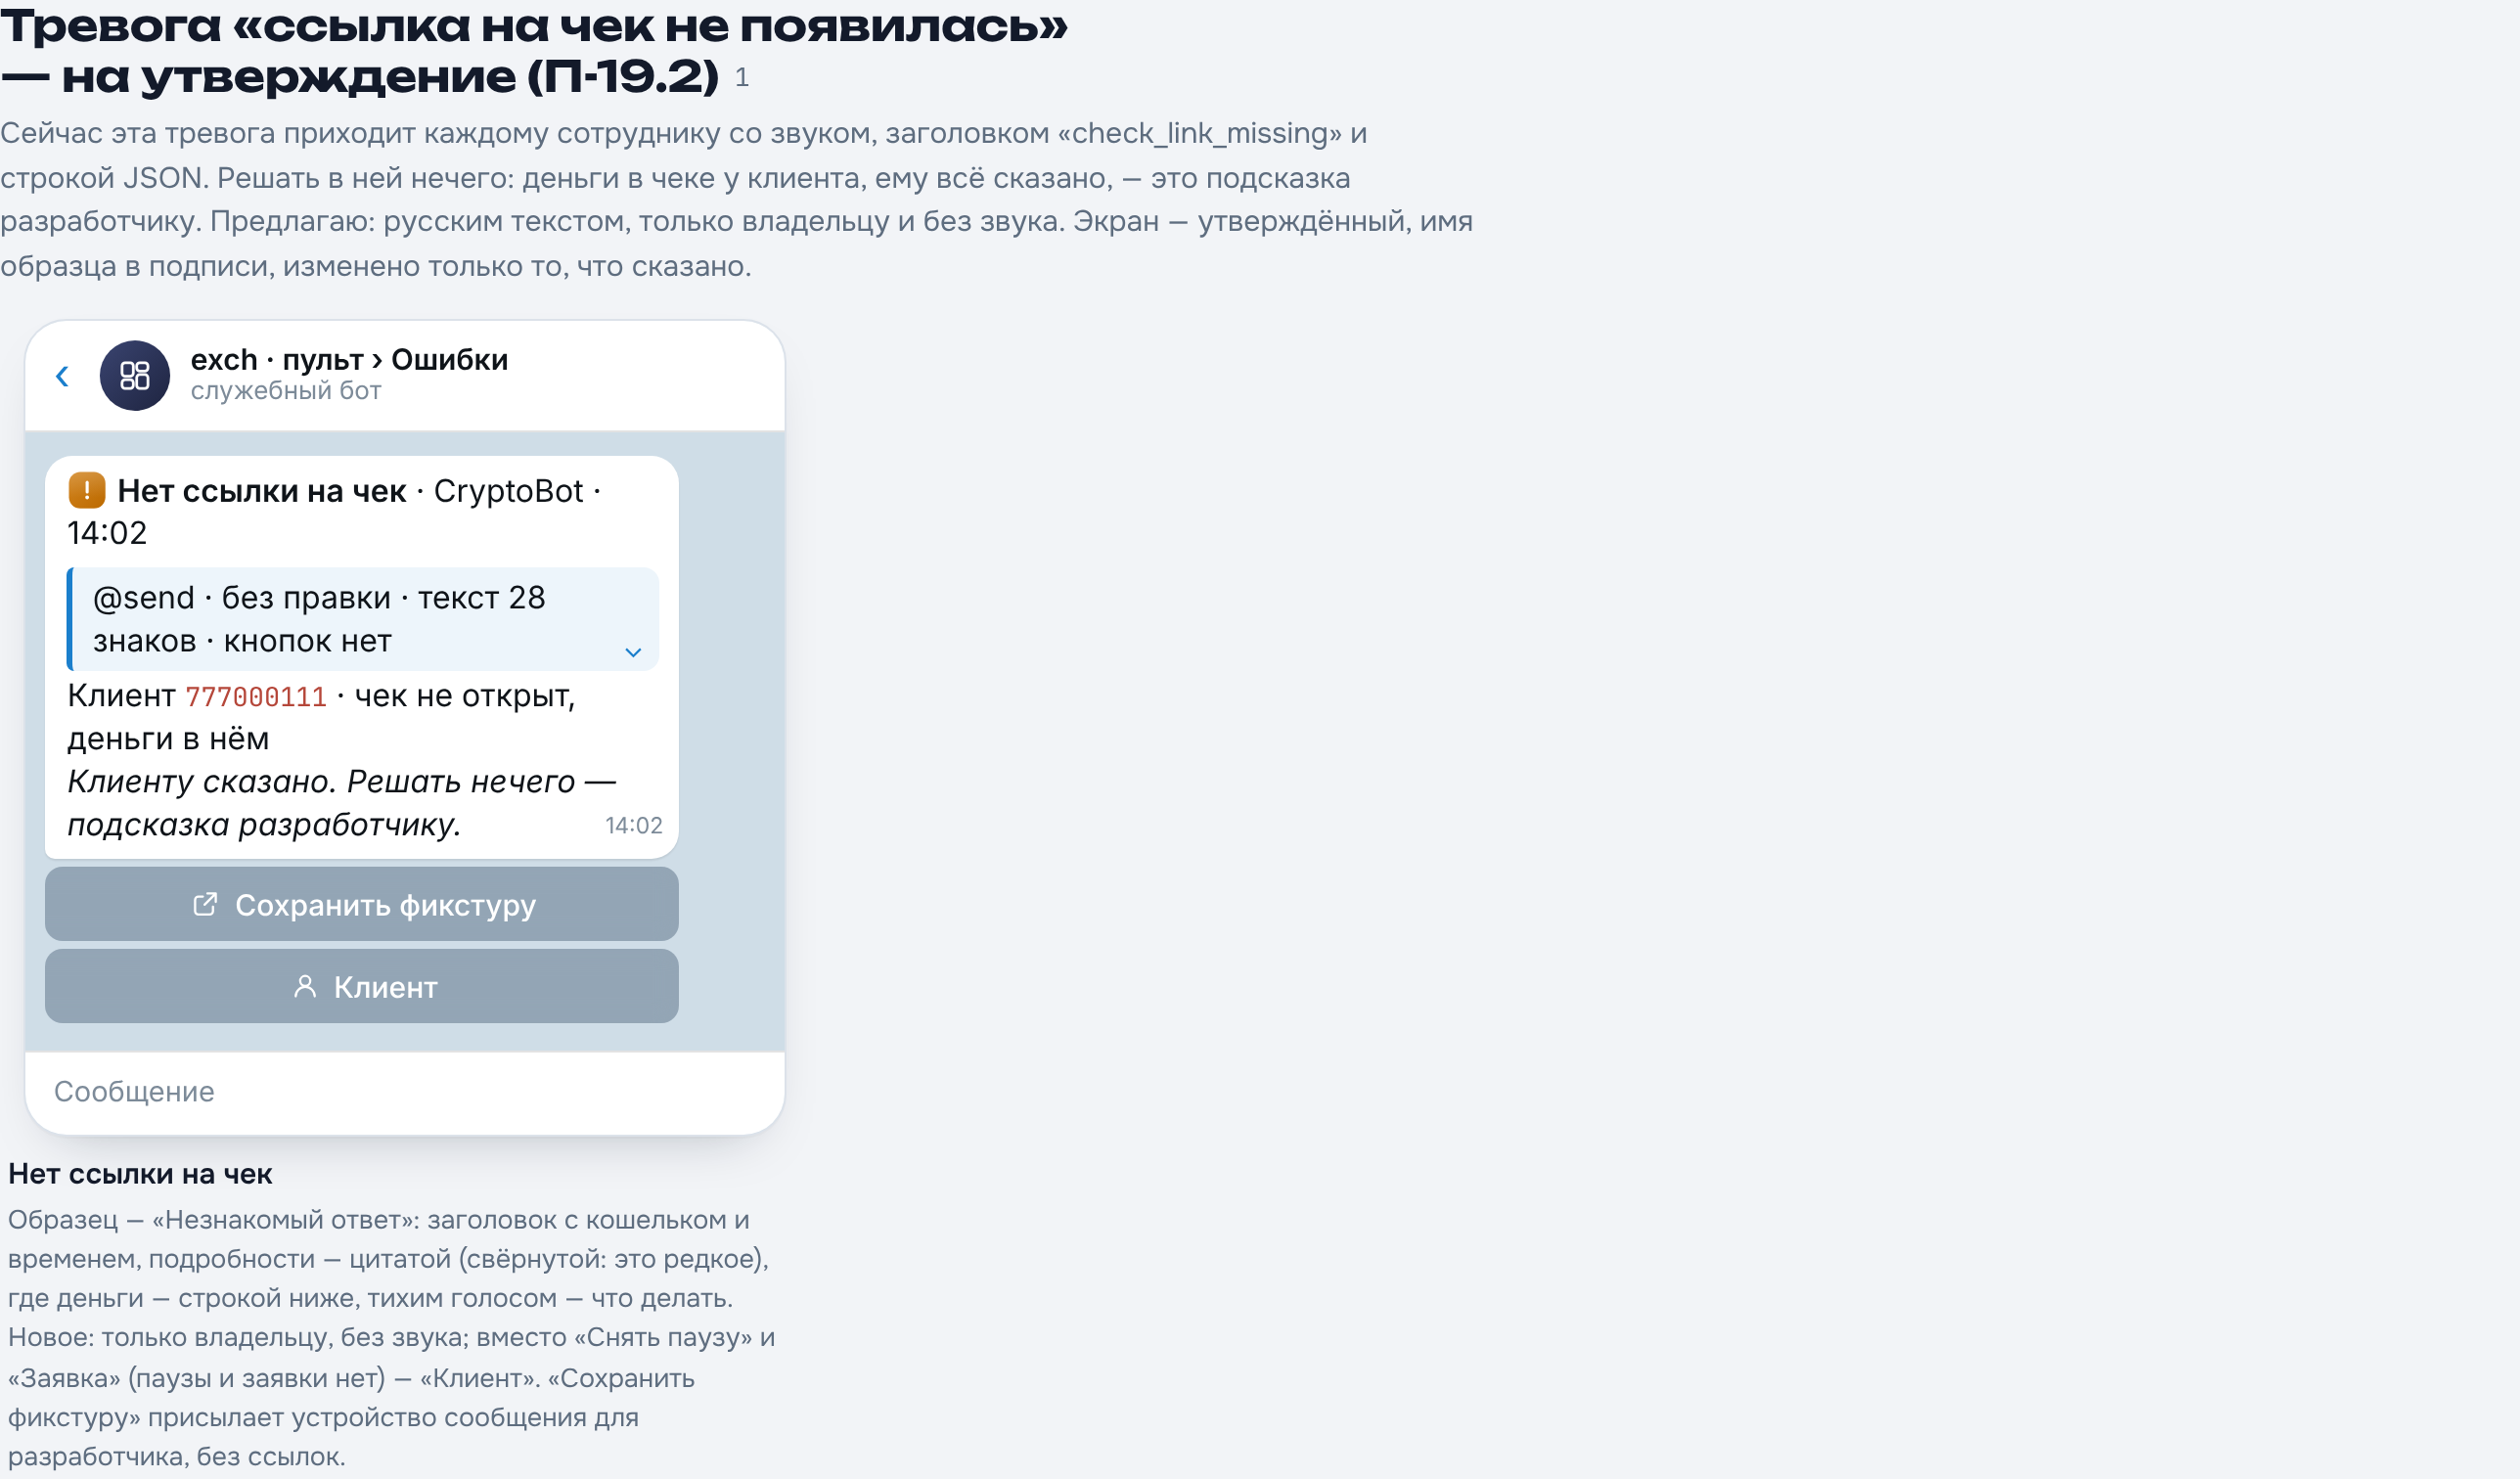 Тревога «ссылка на чек не появилась»
— на утверждение (П-19.2) 1
Сейчас эта тревога приходит каждому сотруднику со звуком, заголовком «check_link_missing» и
строкой JSON. Решать в ней нечего: деньги в чеке у клиента, ему всё сказано, — это подсказка
разработчику. Предлагаю: русским текстом, только владельцу и без звука. Экран — утверждённый, имя
образца в подписи, изменено только то, что сказано.
exch · пульт › Ошибки
служебный бот
! Нет ссылки на чек · CryptoBot ·
14:02
@send · без правки · текст 28
знаков · кнопок нет
Клиент 777000111 · чек не открыт,
деньги в нём
Клиенту сказано. Решать нечего —
подсказка разработчику. 14:02
Сохранить фикстуру
Клиент
Сообщение
Нет ссылки на чек
Образец — «Незнакомый ответ»: заголовок с кошельком и
временем, подробности — цитатой (свёрнутой: это редкое),
где деньги — строкой ниже, тихим голосом — что делать.
Новое: только владельцу, без звука; вместо «Снять паузу» и
«Заявка» (паузы и заявки нет) — «Клиент». «Сохранить
фикстуру» присылает устройство сообщения для
разработчика, без ссылок.